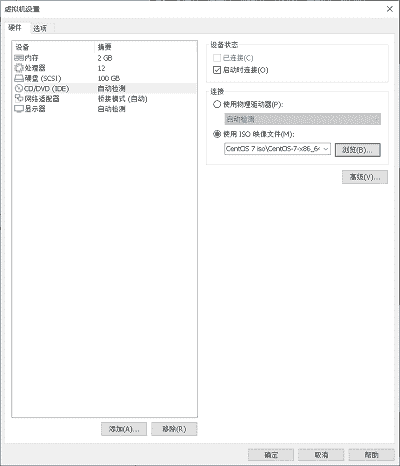 虚拟机设置
硬件 选项
设备 摘要
内存 2 GB
处理器 12
硬盘 (SCSI) 100 GB
CD/DVD (IDE) 自动检测
网络适配器 桥接模式 (自动)
显示器 自动检测
添加(A)... 移除(R)
设备状态
已连接(C)
启动时连接(O)
连接
使用物理驱动器(P):
自动检测
使用 ISO 映像文件(M):
CentOS 7 iso\CentOS-7-x86_64 浏览(B)...
高级(V)...
确定 取消 帮助